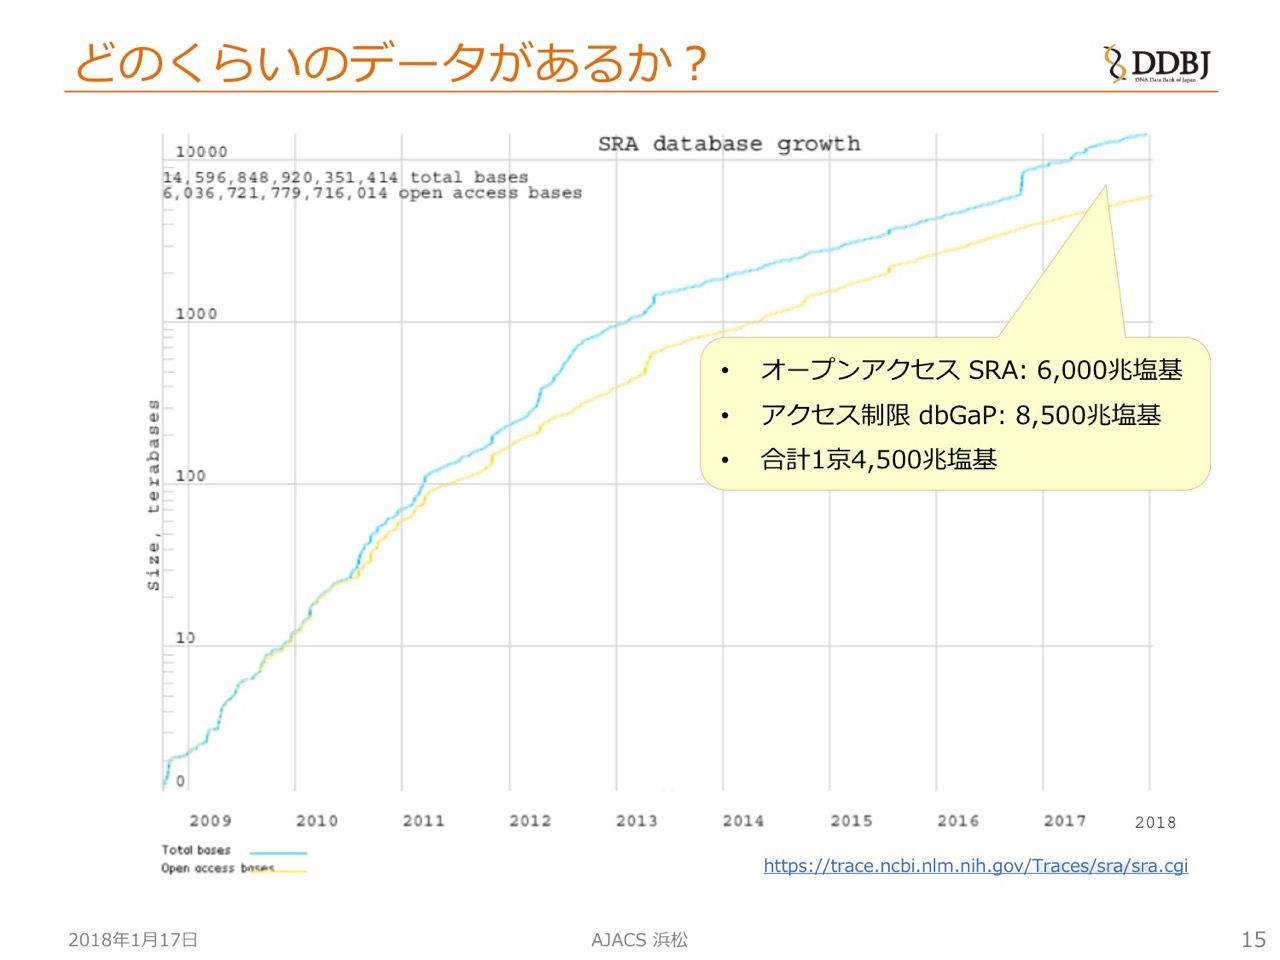 どのくらいのデータがあるか？
DDBJ
DNA Data Bank of Japan
SRA database growth
10000
14,596,848,920,351,414 total bases
6,036,721,779,716,014 open access bases
1000
• オープンアクセス SRA: 6,000兆塩基
• アクセス制限 dbGaP: 8,500兆塩基
• 合計1京4,500兆塩基
Size, terabases
100
10
0
2009 2010 2011 2012 2013 2014 2015 2016 2017 2018
Total bases
Open access bases
https://trace.ncbi.nlm.nih.gov/Traces/sra/sra.cgi
2018年1月17日
AJACS 浜松
15